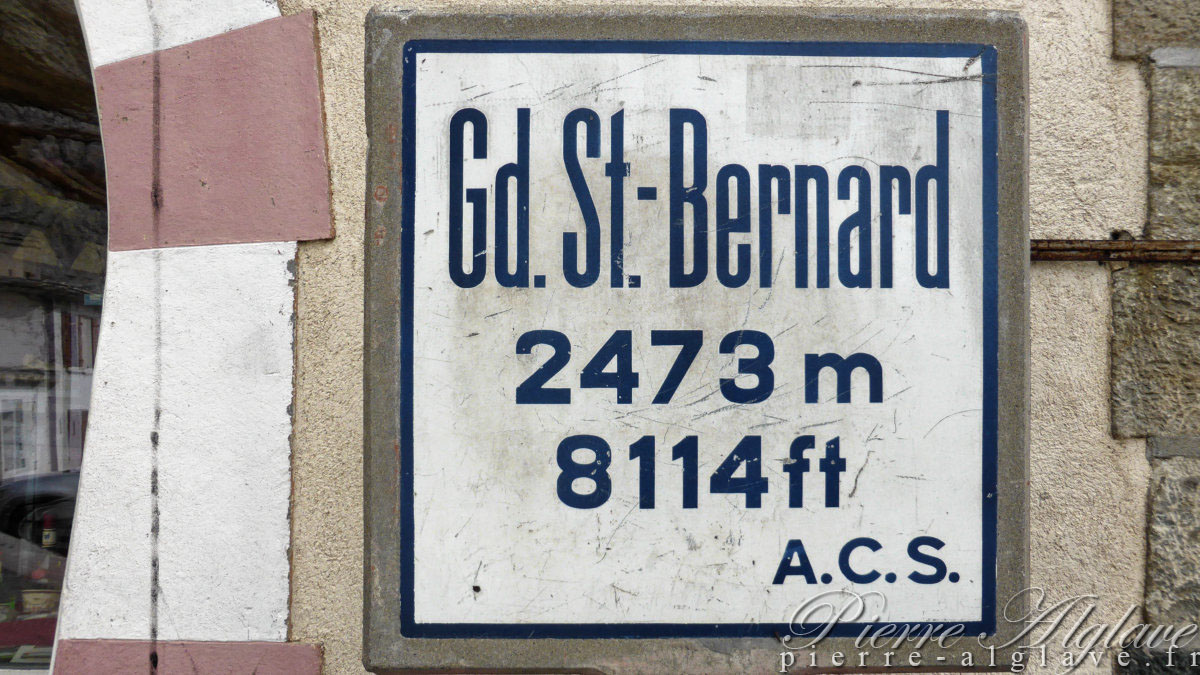 Gd. St.-Bernard
2473 m
8114 ft
A.C.S.
Pierre Alglave
pierre-alglave.fr